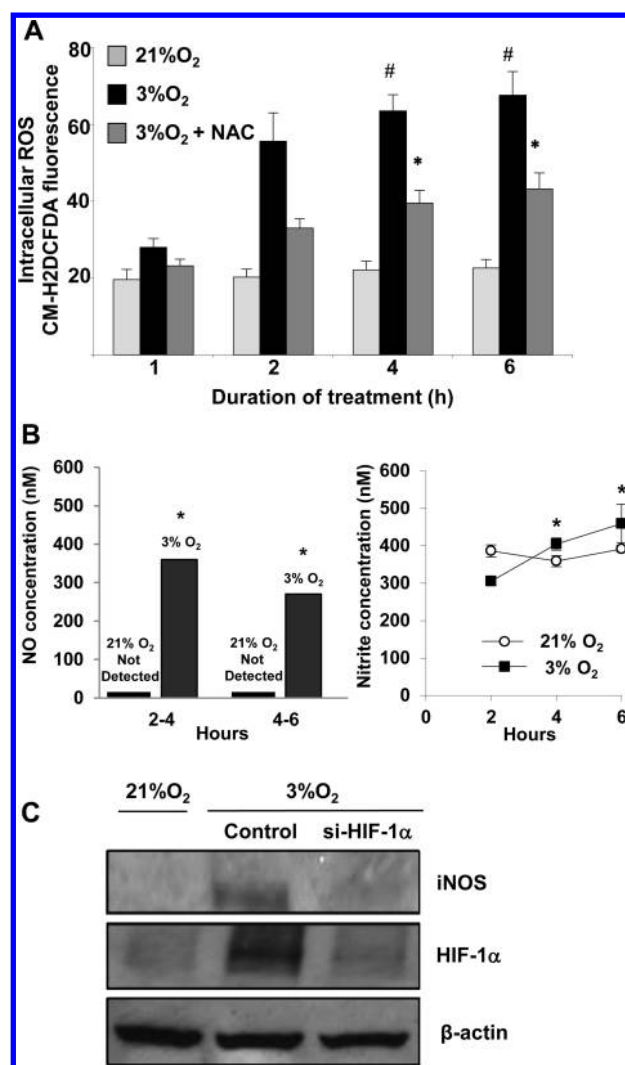 A
80
60
40
20
21%O₂
3%O₂
3%O₂ + NAC
#
#
*
*
Intracellular ROS
CM-H2DCFDA fluorescence
1 2 4 6
Duration of treatment (h)
B
600
500
400
300
200
100
0
NO concentration (nM)
*
3% O₂
*
3% O₂
21% O₂
Not
Detected
21% O₂
Not
Detected
2-4 4-6
Hours
600
500
400
300
200
100
0
Nitrite concentration (nM)
*
*
21% O₂
3% O₂
0 2 4 6
Hours
C
21%O₂ 3%O₂
Control si-HIF-1α
iNOS
HIF-1α
β-actin